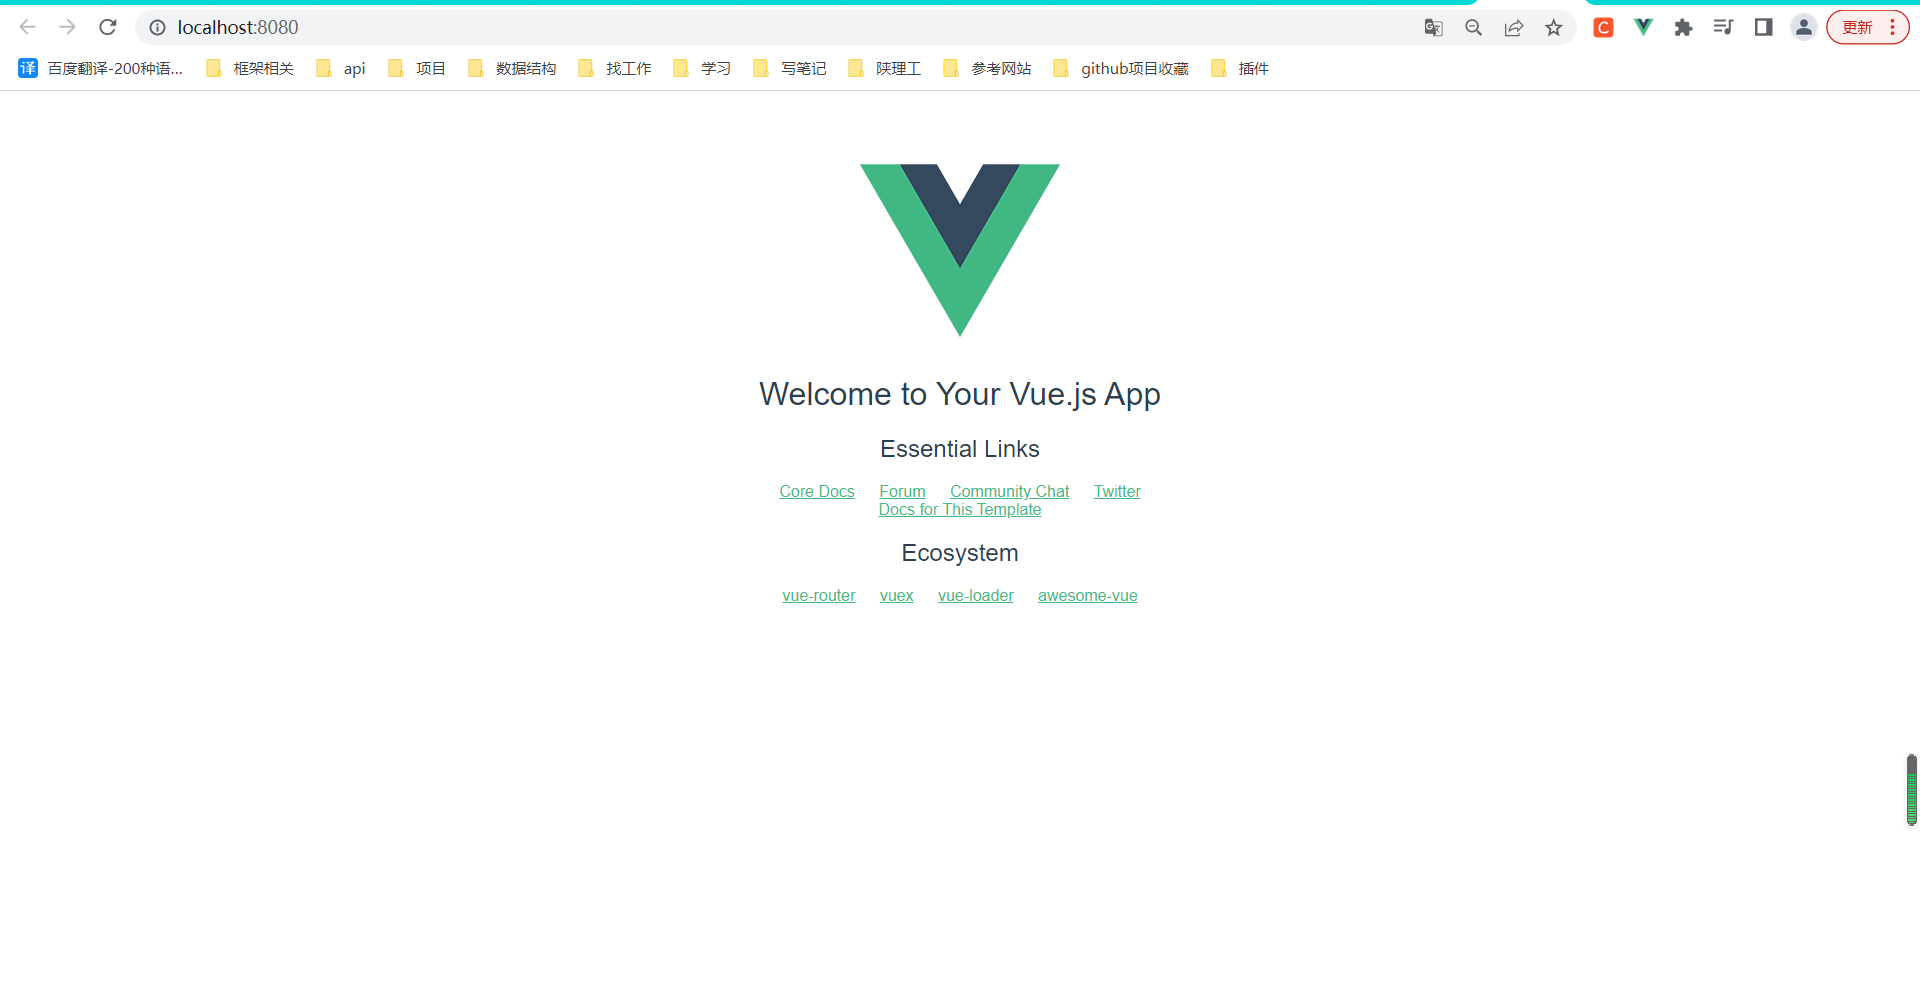 localhost:8080
更新
译 百度翻译-200种语... 框架相关 api 项目 数据结构 找工作 学习 写笔记 陕理工 参考网站 github项目收藏 插件
Welcome to Your Vue.js App
Essential Links
Core Docs Forum Community Chat Twitter
Docs for This Template
Ecosystem
vue-router vuex vue-loader awesome-vue